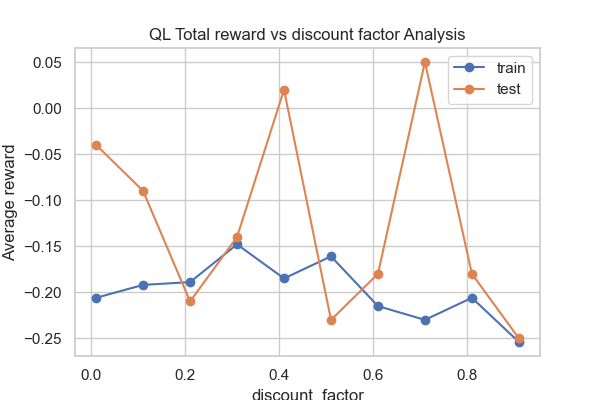 QL Total reward vs discount factor Analysis
train
test
Average reward
0.05
0.00
−0.05
−0.10
−0.15
−0.20
−0.25
0.0 0.2 0.4 0.6 0.8
discount_factor